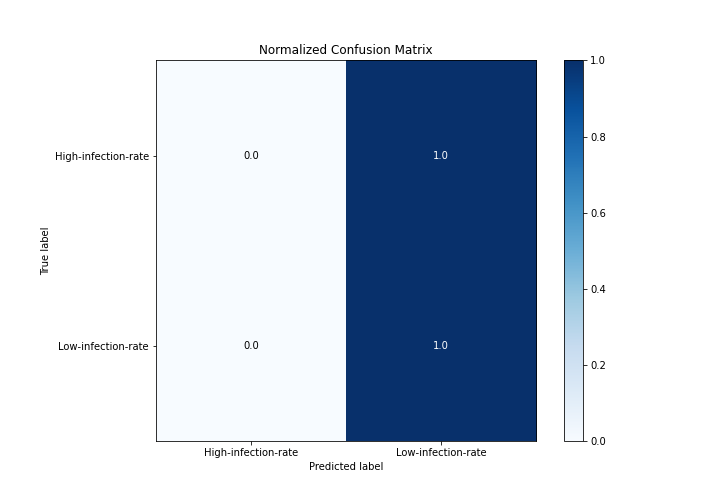 Normalized Confusion Matrix
High-infection-rate
Low-infection-rate
True label
0.0
1.0
0.0
1.0
High-infection-rate
Low-infection-rate
Predicted label
1.0
0.8
0.6
0.4
0.2
0.0